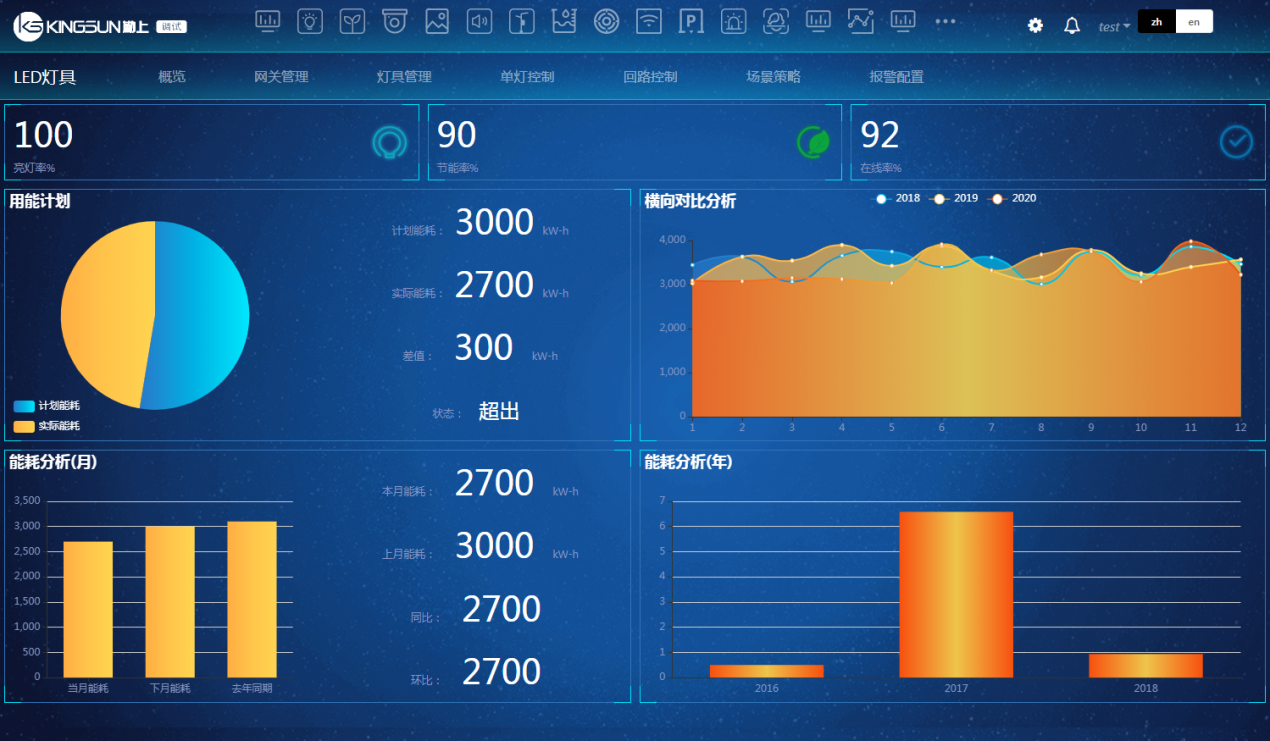 KS KINGSUN 勤上 调试
P
test
zh en
LED灯具 概览 网关管理 灯具管理 单灯控制 回路控制 场景策略 报警配置
100
亮灯率%
90
节能率%
92
在线率%
用能计划
计划能耗： 3000 kW-h
实际能耗： 2700 kW-h
差值： 300 kW-h
状态： 超出
计划能耗
实际能耗
横向对比分析
2018 2019 2020
4,000
3,000
2,000
1,000
0
1 2 3 4 5 6 7 8 9 10 11 12
能耗分析(月)
3,500
3,000
2,500
2,000
1,500
1,000
500
0
当月能耗 下月能耗 去年同期
本月能耗： 2700 kW-h
上月能耗： 3000 kW-h
同比： 2700
环比： 2700
能耗分析(年)
7
6
5
4
3
2
1
0
2016 2017 2018